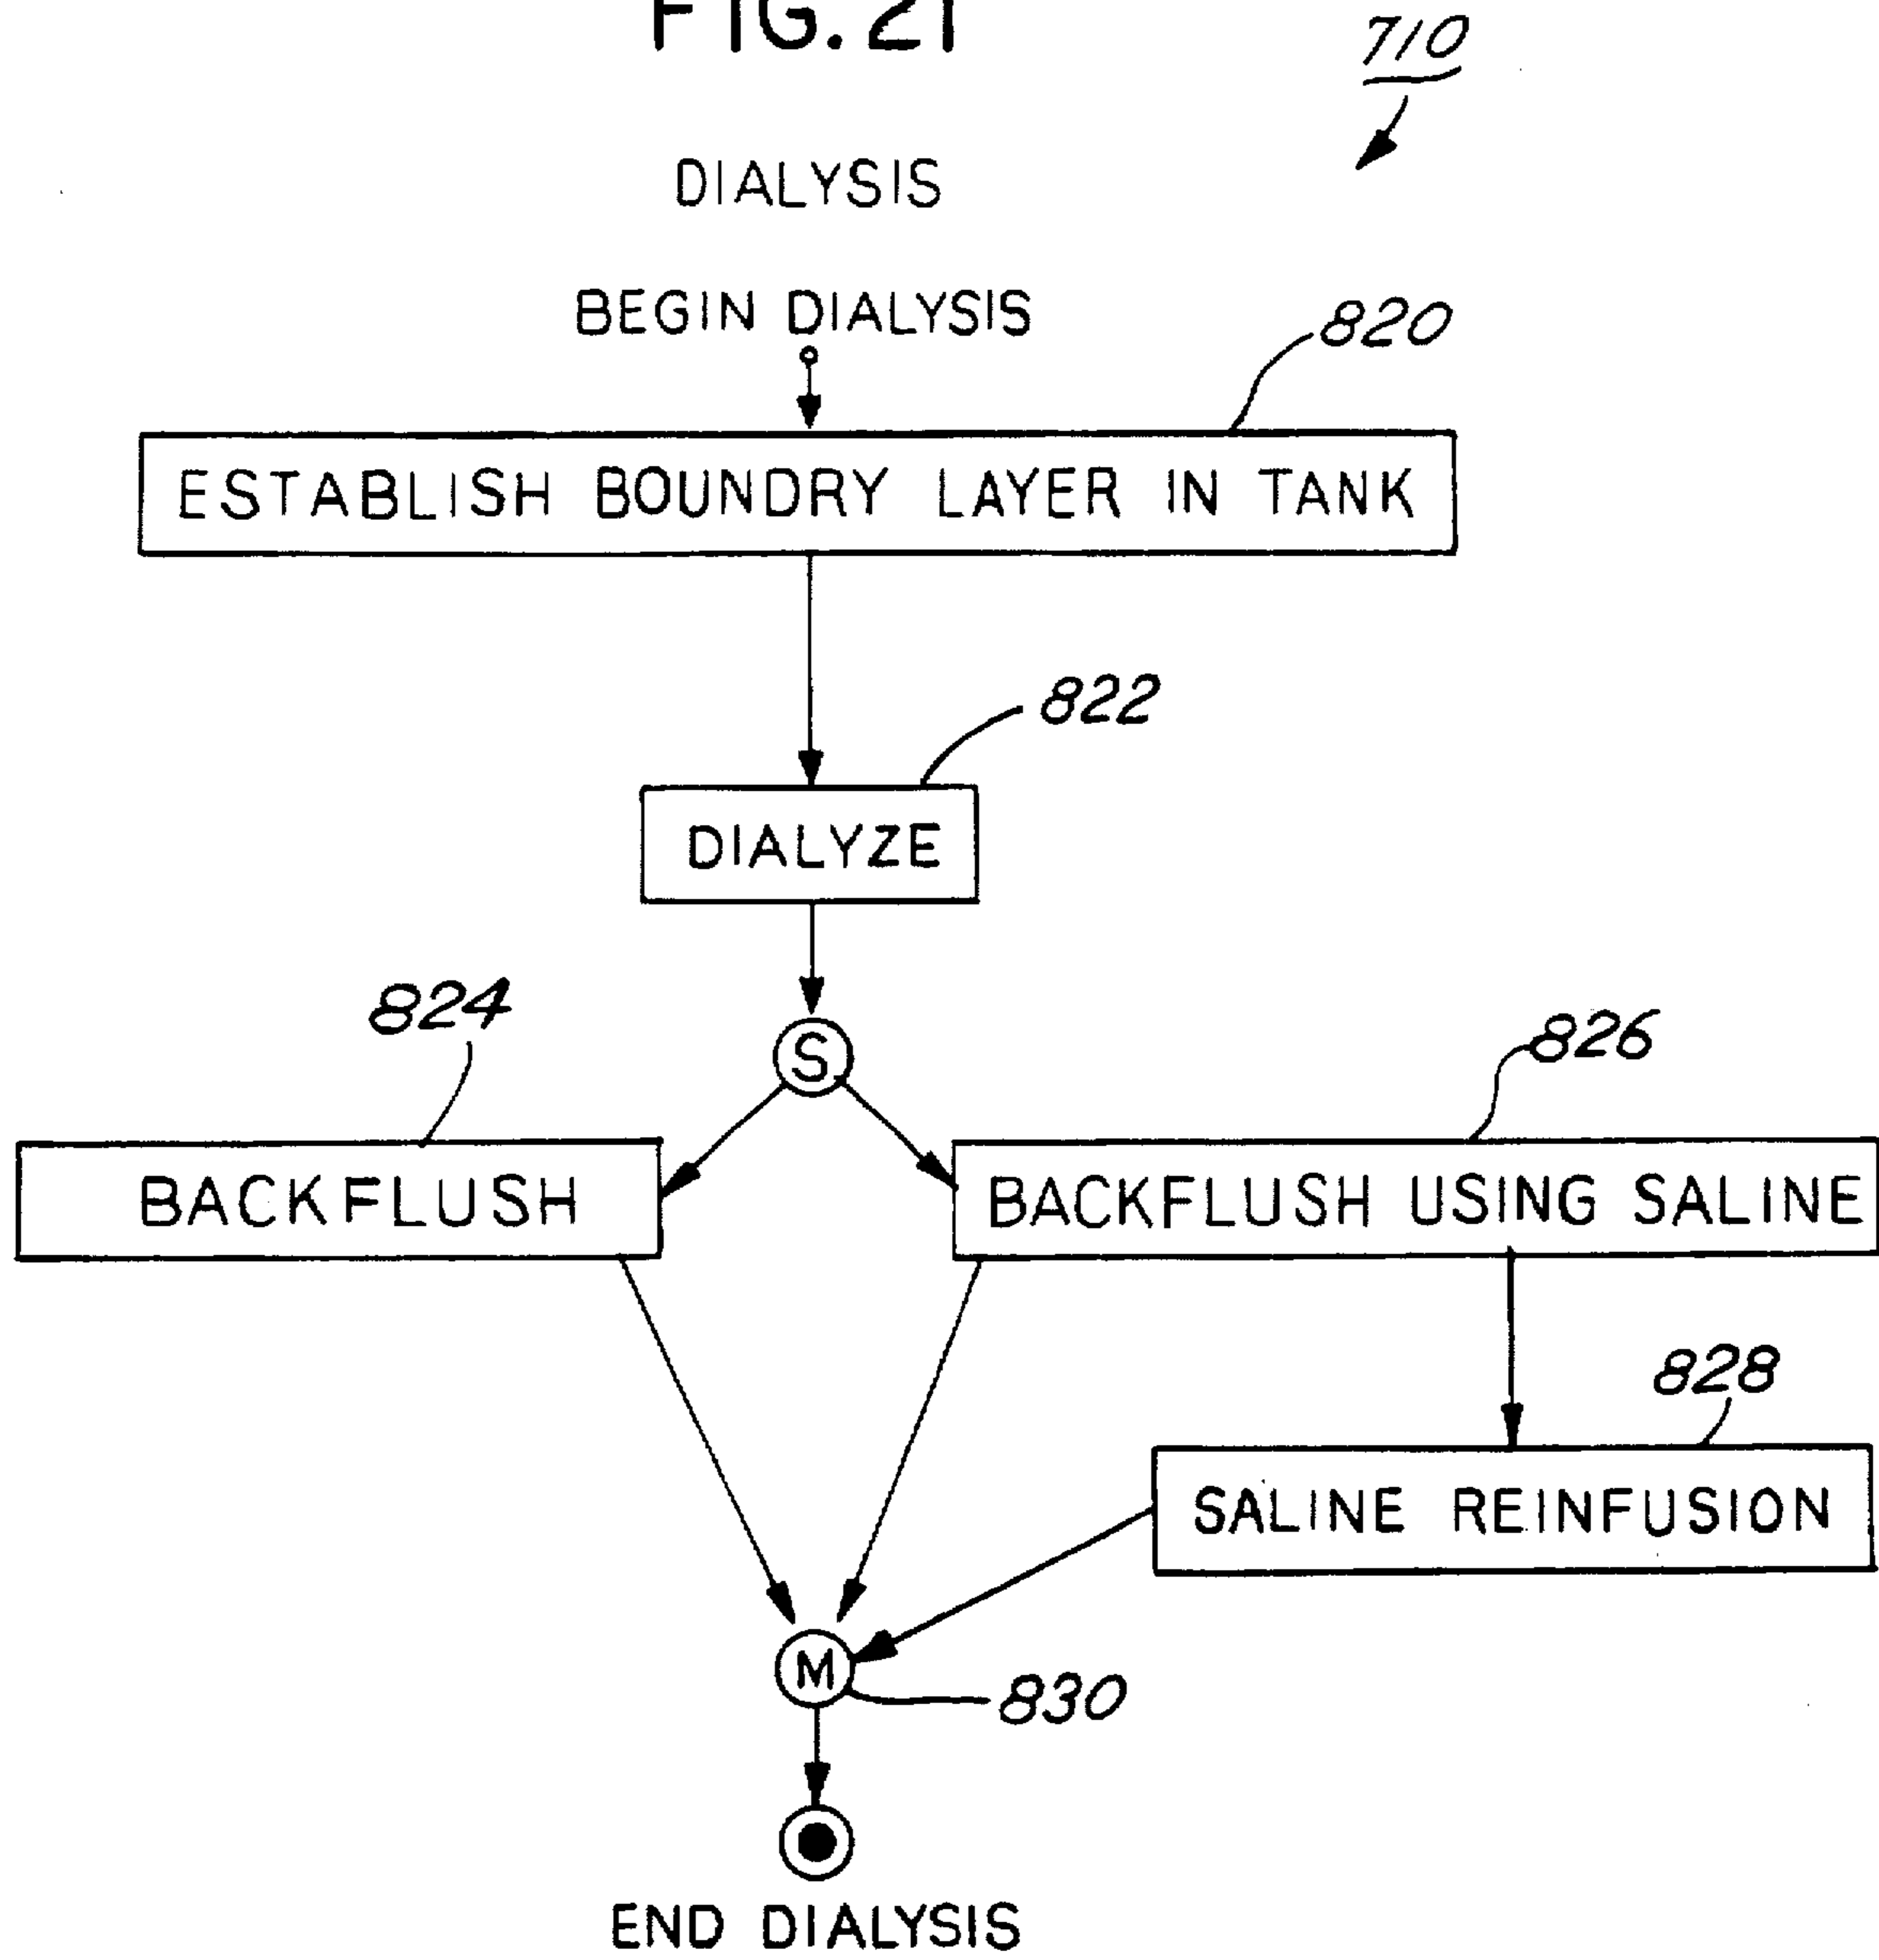 FIG. 21
710
DIALYSIS
BEGIN DIALYSIS
820
ESTABLISH BOUNDRY LAYER IN TANK
822
DIALYZE
824
S
826
BACKFLUSH
BACKFLUSH USING SALINE
828
SALINE REINFUSION
M
830
END DIALYSIS